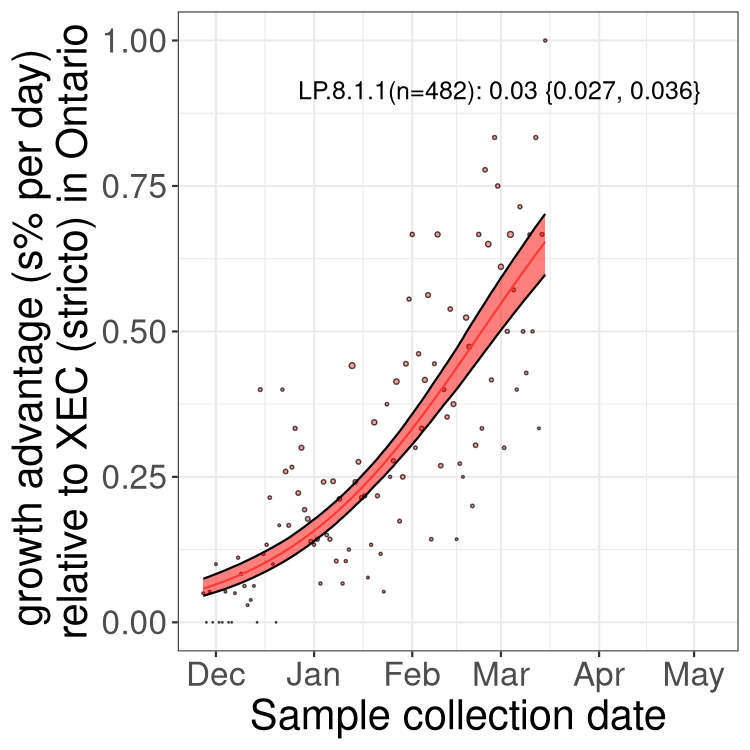 growth advantage (s% per day)
relative to XEC (stricto) in Ontario
1.00
0.75
0.50
0.25
0.00
LP.8.1.1(n=482): 0.03 {0.027, 0.036}
Dec Jan Feb Mar Apr May
Sample collection date